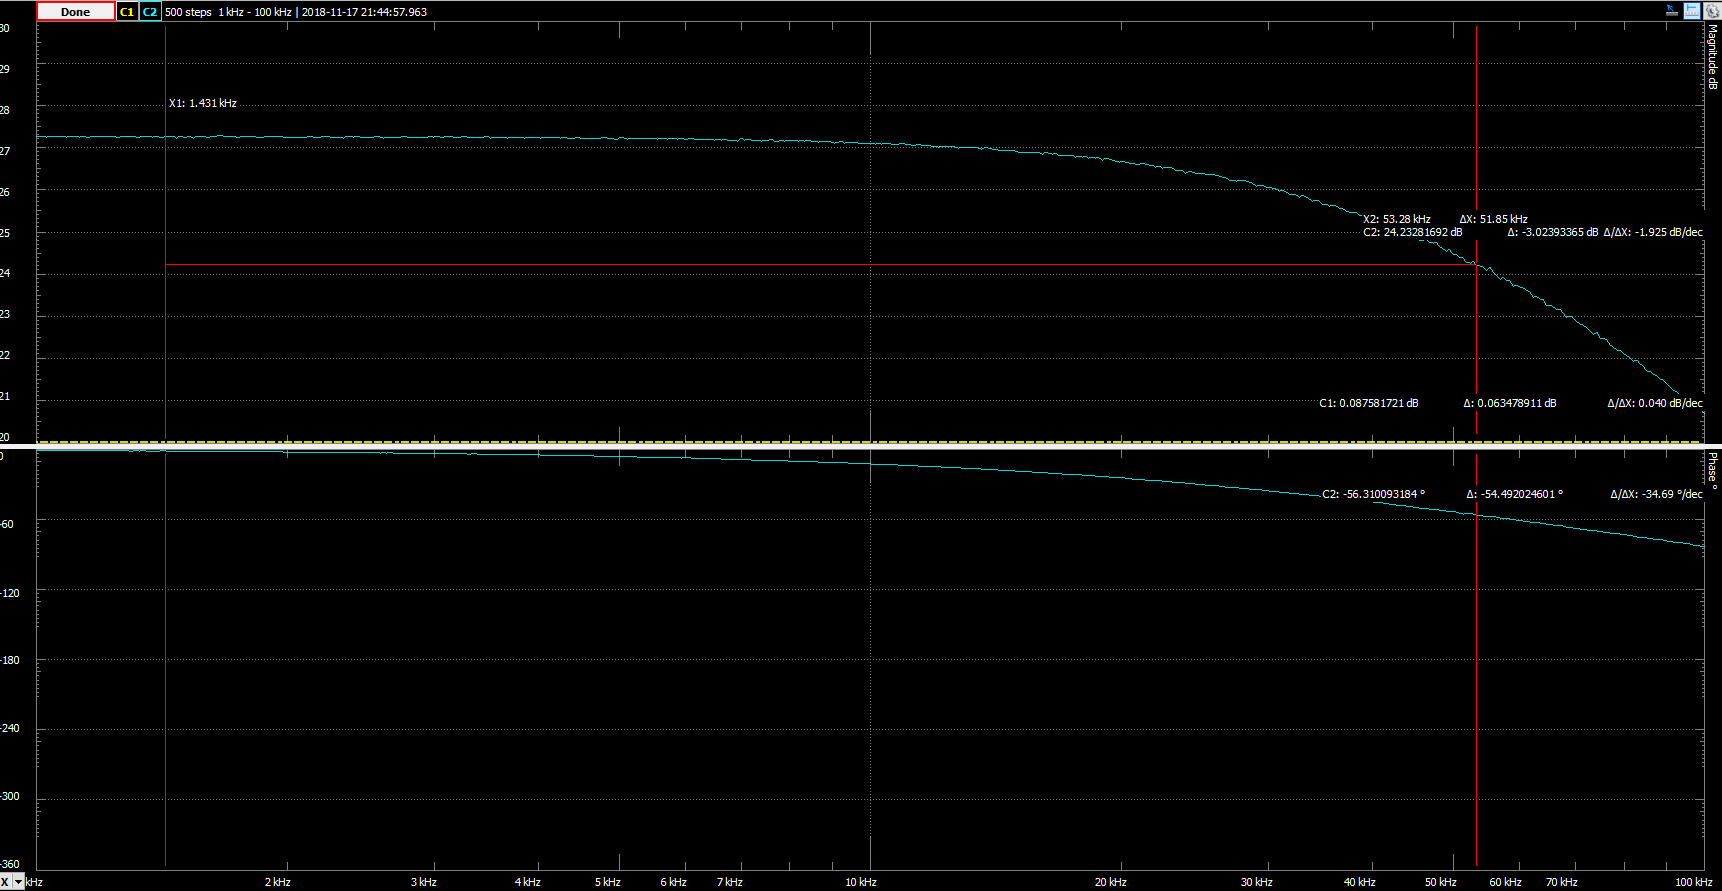 Done C1 C2 500 steps 1 kHz - 100 kHz | 2018-11-17 21:44:57.963
Magnitude dB
30
29
28
27
26
25
24
23
22
21
20
X1: 1.431 kHz
X2: 53.28 kHz ΔX: 51.85 kHz
C2: 24.23281692 dB Δ: -3.02393365 dB Δ/ΔX: -1.925 dB/dec
C1: 0.087581721 dB Δ: 0.063478911 dB Δ/ΔX: 0.040 dB/dec
Phase °
0
-60
-120
-180
-240
-300
-360
C2: -56.310093184 ° Δ: -54.492024601 ° Δ/ΔX: -34.69 °/dec
X kHz 2 kHz 3 kHz 4 kHz 5 kHz 6 kHz 7 kHz 10 kHz 20 kHz 30 kHz 40 kHz 50 kHz 60 kHz 70 kHz 100 kHz